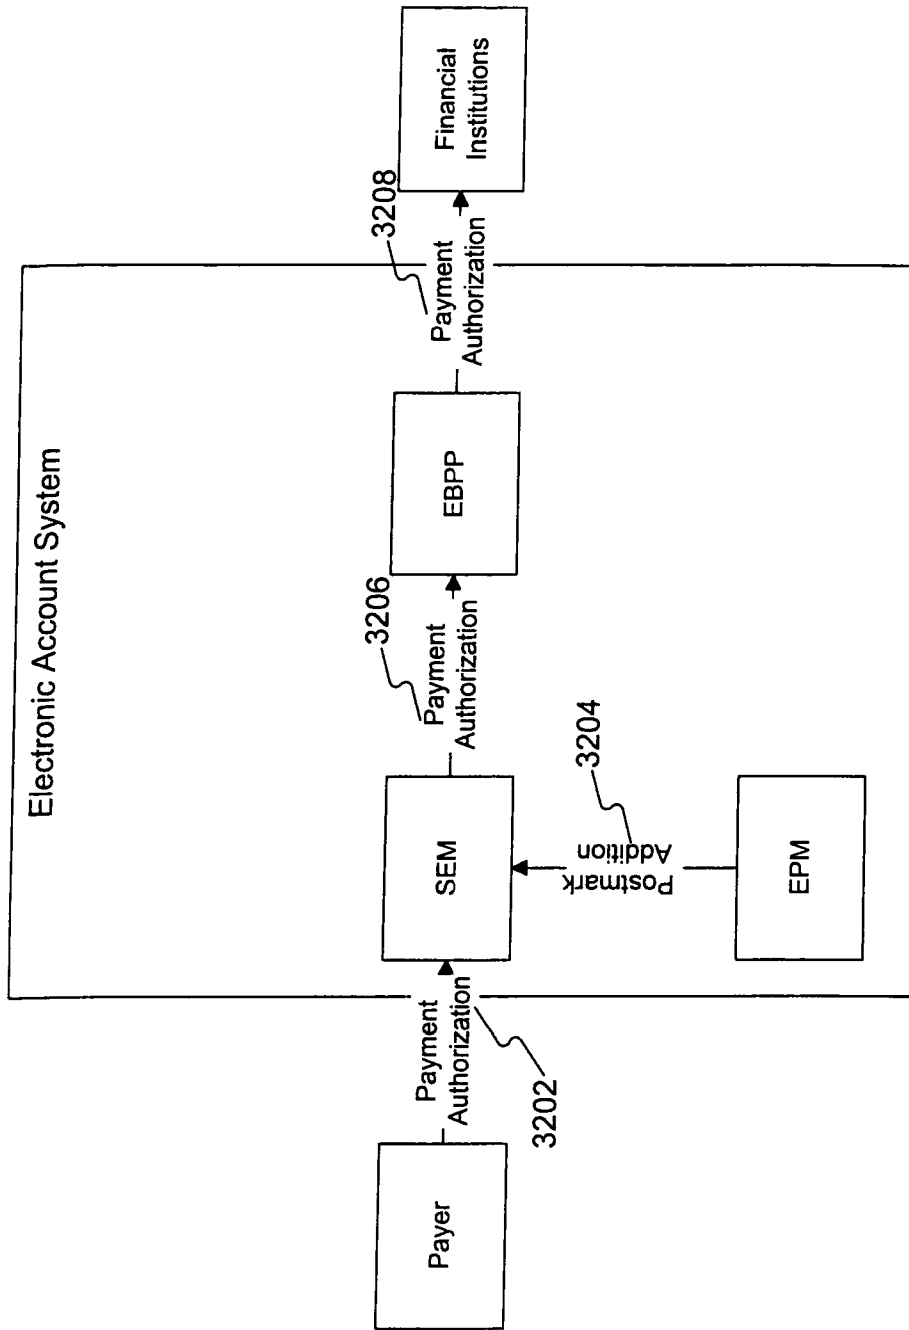 Electronic Account System
Payer
Payment
Authorization
3202
SEM
Postmark
Addition
3204
EPM
Payment
Authorization
3206
EBPP
Payment
Authorization
3208
Financial
Institutions